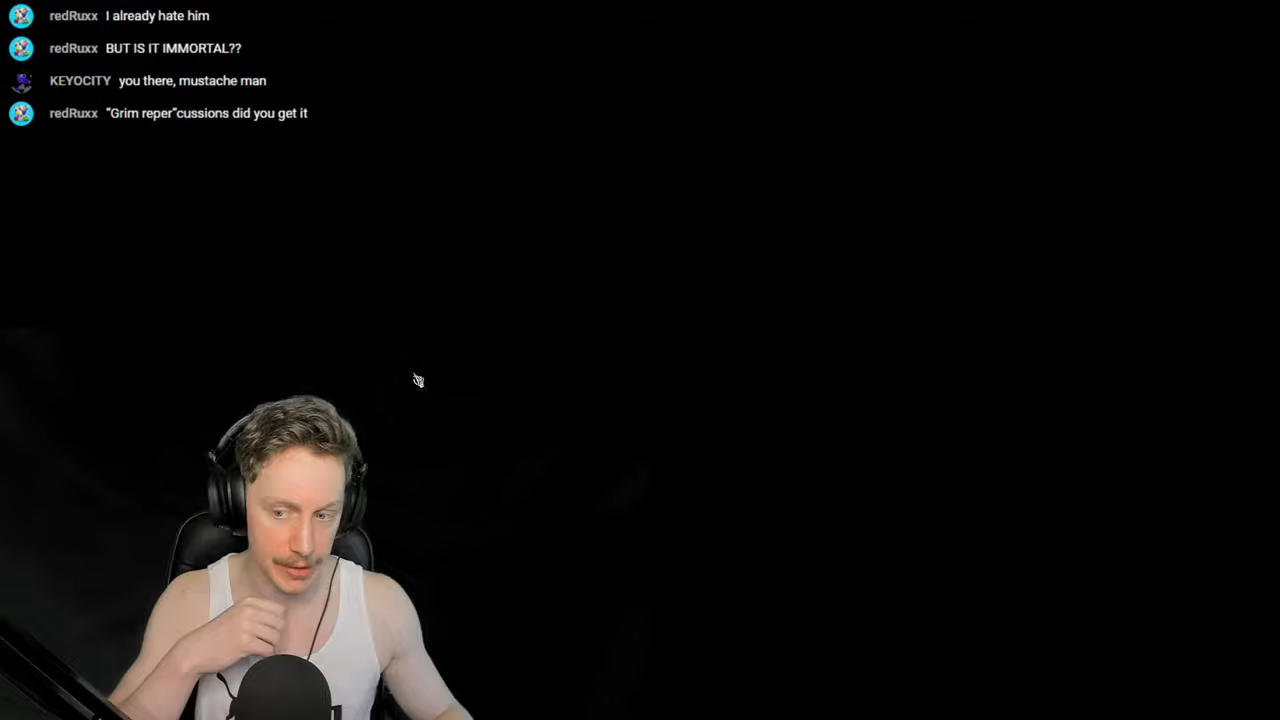 redRuxx I already hate him
redRuxx BUT IS IT IMMORTAL??
KEYOCITY you there, mustache man
redRuxx “Grim reper”cussions did you get it